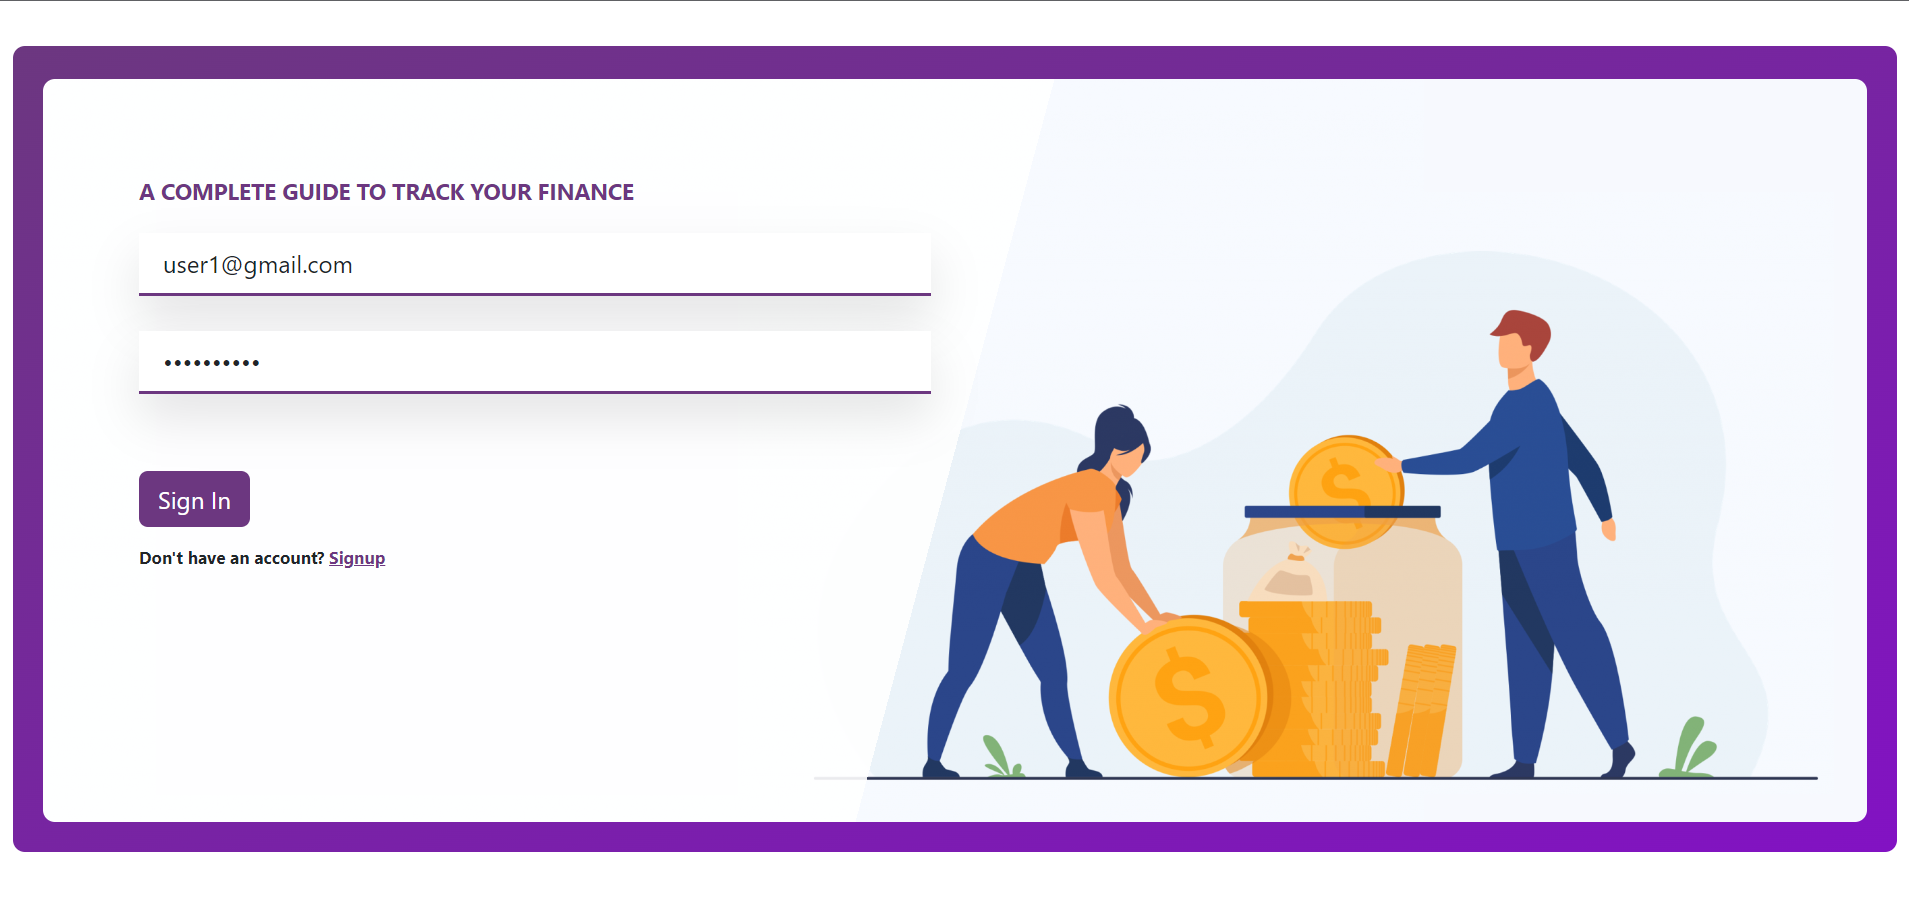 A COMPLETE GUIDE TO TRACK YOUR FINANCE
user1@gmail.com
••••••••••
Sign In
Don't have an account? Signup
$
$